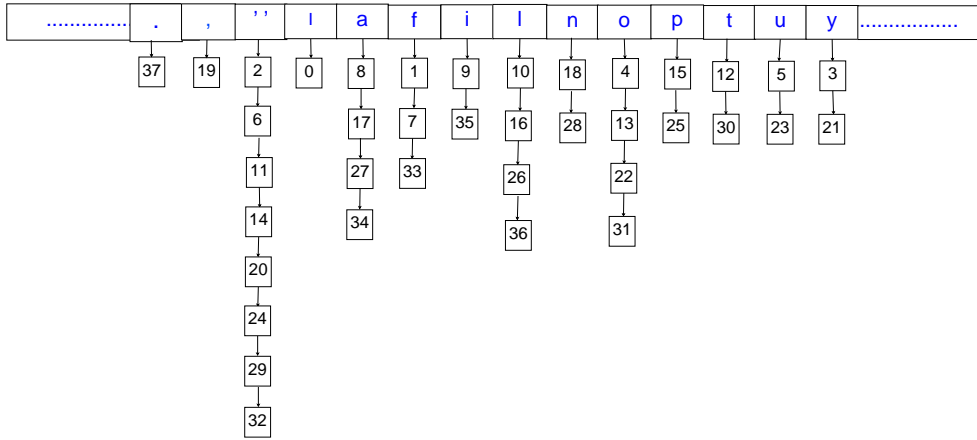 ................ . , ' ' I a f i l n o p t u y .................
37 19 2 0 8 1 9 10 18 4 15 12 5 3
6 17 7 35 16 28 13 25 30 23 21
11 27 33 26 22
14 34 36 31
20
24
29
32